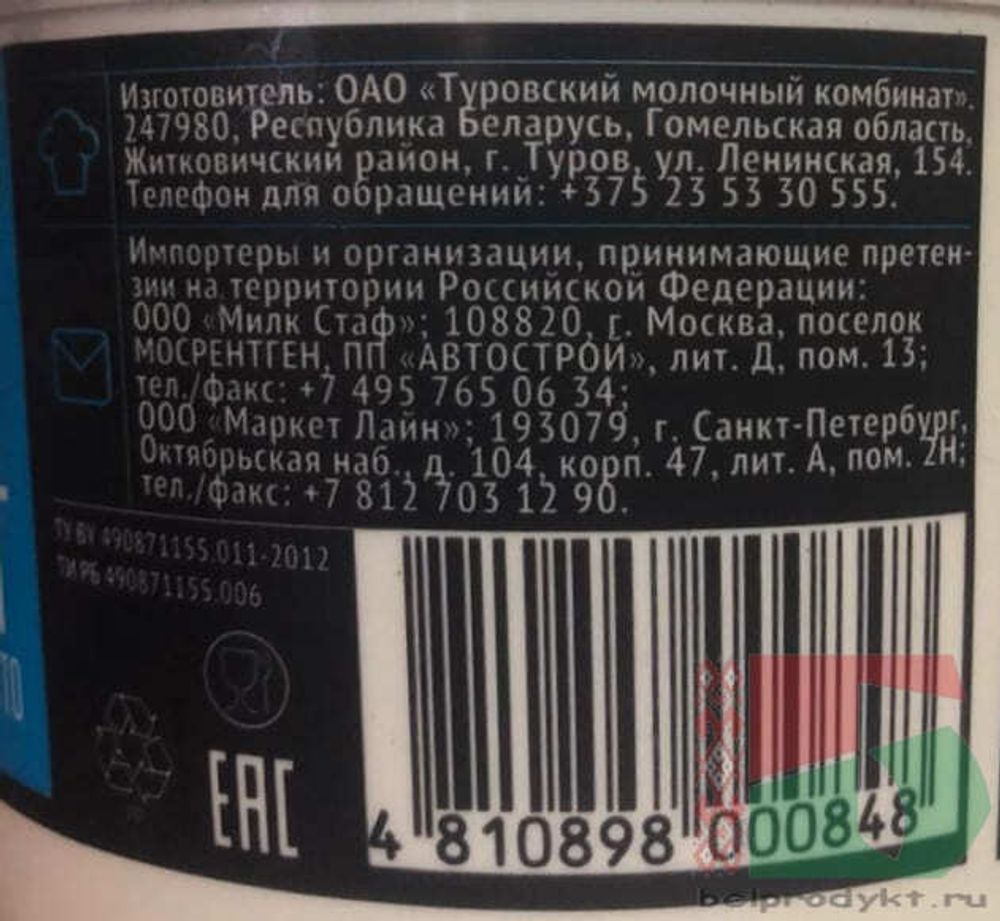 Изготовитель: ОАО «Туровский молочный комбинат».
247980, Республика Беларусь, Гомельская область,
Житковичский район, г. Туров, ул. Ленинская, 154.
Телефон для обращений: +375 23 53 30 555.
Импортеры и организации, принимающие претен-
зии на территории Российской Федерации:
ООО «Милк Стаф»; 108820, г. Москва, поселок
МОСРЕНТГЕН, ПП «АВТОСТРОЙ», лит. Д, пом. 13;
тел./факс: +7 495 765 06 34;
ООО «Маркет Лайн»; 193079, г. Санкт-Петербург,
Октябрьская наб., д. 104, корп. 47, лит. А, пом. 2Н;
тел./факс: +7 812 703 12 90.
ТУ BY 490871155.011-2012
ТИ РБ 490871155.006
ЕАС
4 810898 000848
belprodykt.ru